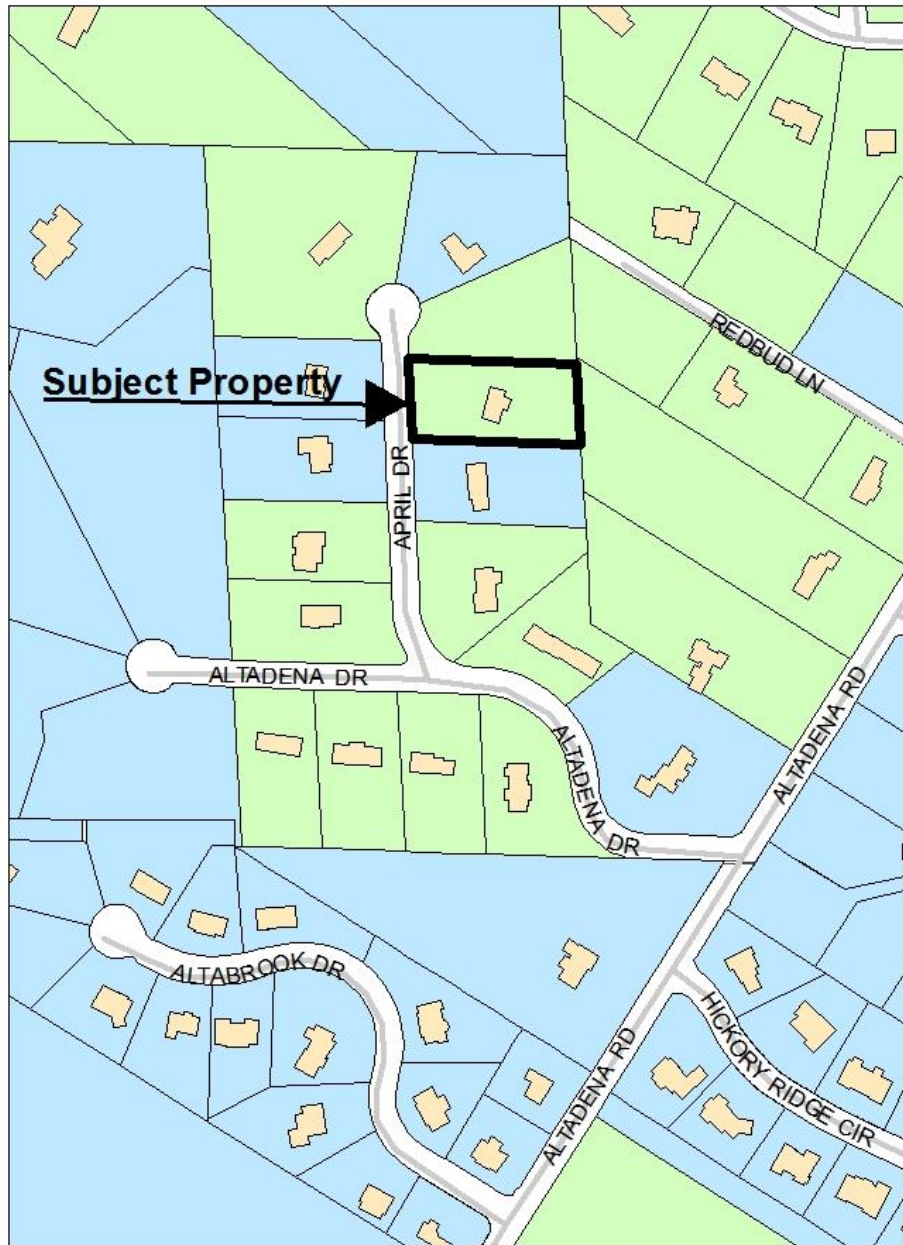 REDBUD LN
Subject Property
APRIL DR
ALTADENA DR
ALTADENA RD
ALTADENA DR
ALTABROOK DR
ALTADENA RD
HICKORY RIDGE CIR